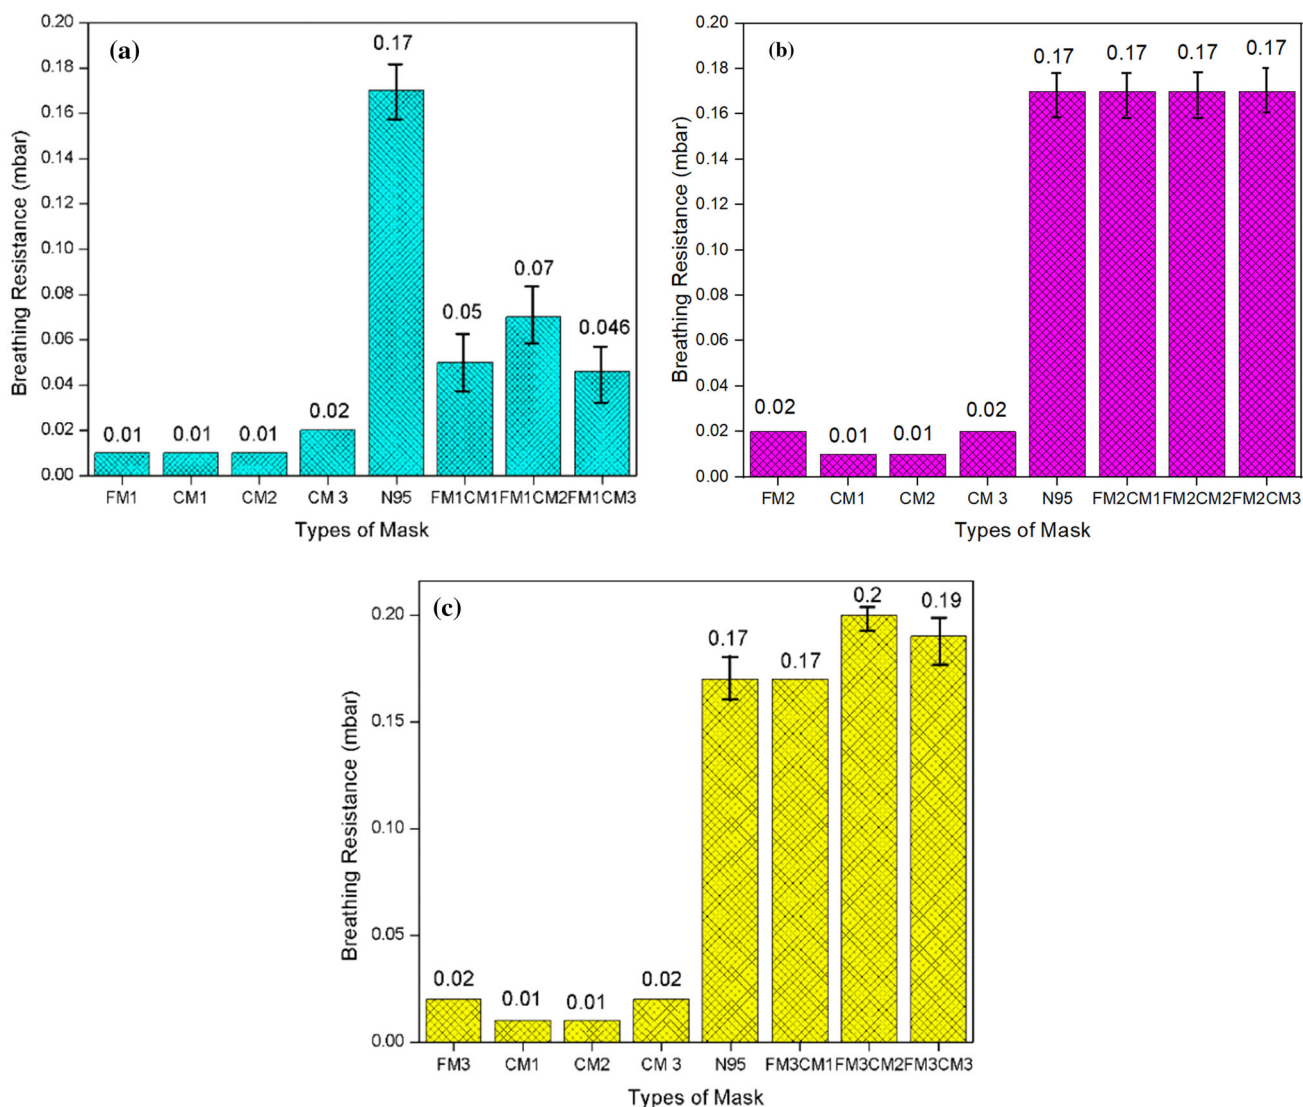 (a)
0.20
0.18
0.16
0.14
0.12
0.10
0.08
0.06
0.04
0.02
0.00
Breathing Resistance (mbar)
0.01 0.01 0.01 0.02 0.17 0.05 0.07 0.046
FM1 CM1 CM2 CM 3 N95 FM1CM1 FM1CM2 FM1CM3
Types of Mask
(b)
0.20
0.18
0.16
0.14
0.12
0.10
0.08
0.06
0.04
0.02
0.00
Breathing Resistance (mbar)
0.02 0.01 0.01 0.02 0.17 0.17 0.17 0.17
FM2 CM1 CM2 CM 3 N95 FM2CM1 FM2CM2 FM2CM3
Types of Mask
(c)
0.20
0.15
0.10
0.05
0.00
Breathing Resistance (mbar)
0.02 0.01 0.01 0.02 0.17 0.17 0.2 0.19
FM3 CM1 CM2 CM 3 N95 FM3CM1 FM3CM2 FM3CM3
Types of Mask